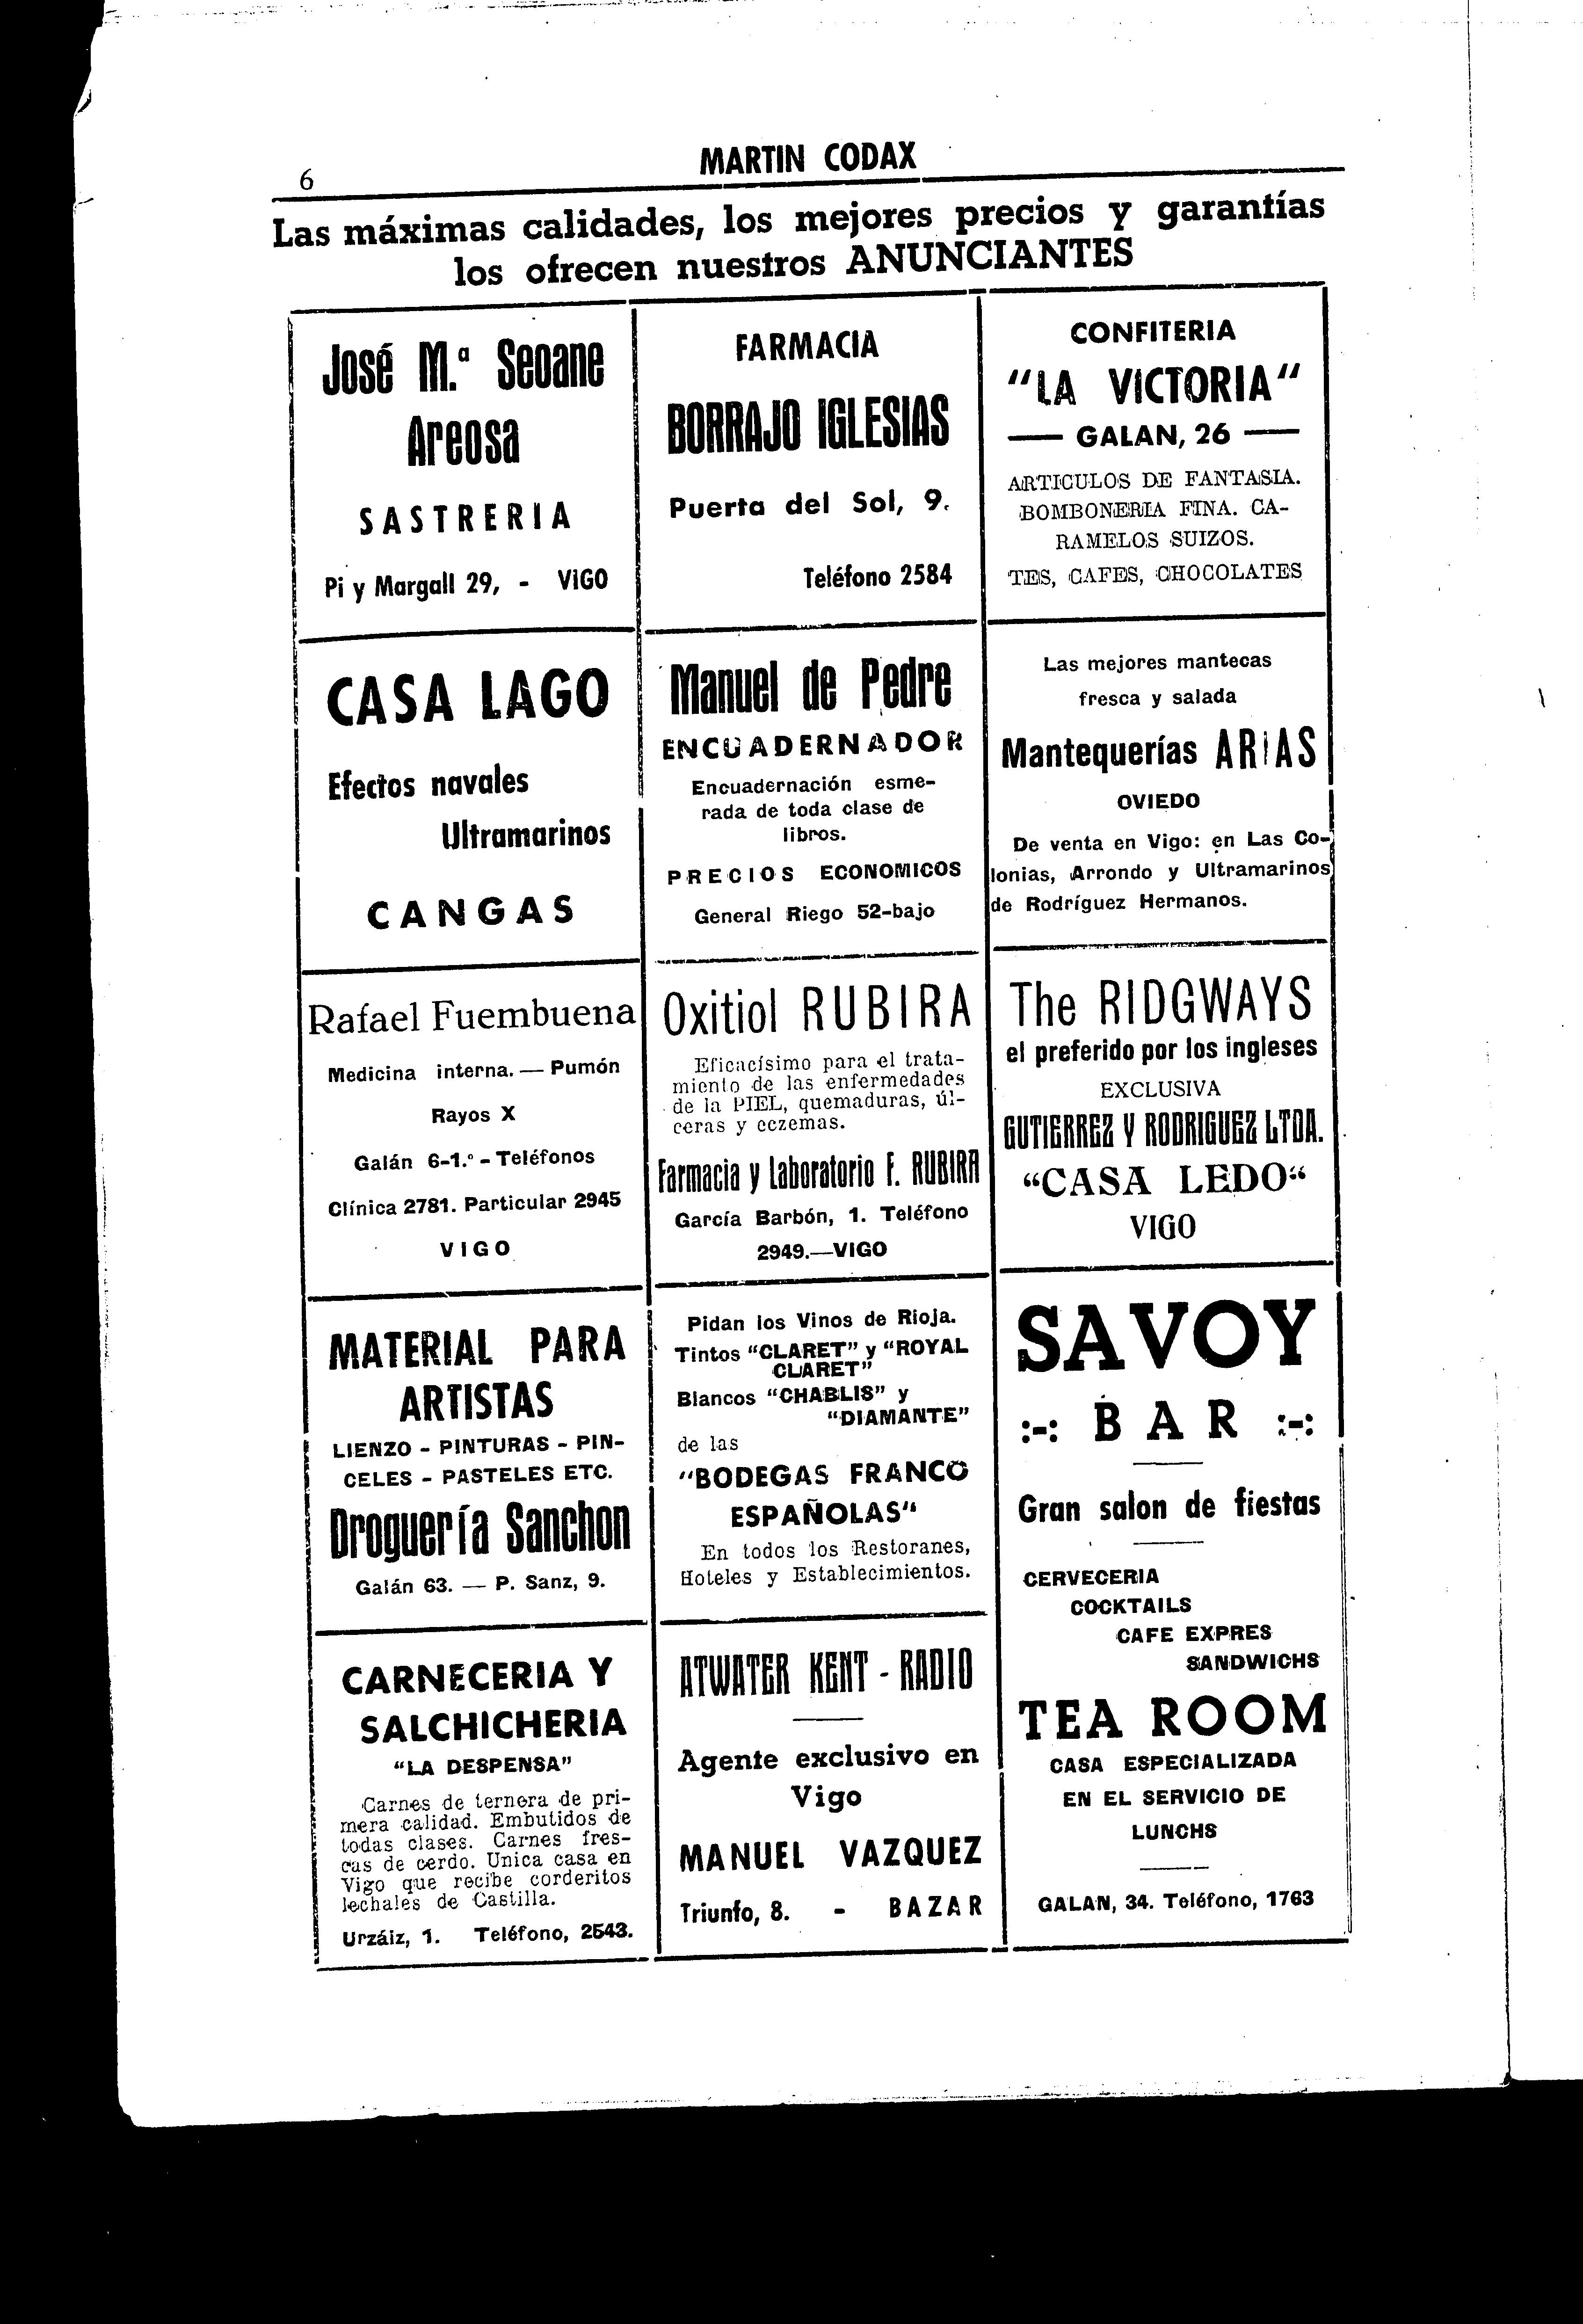 6
MARTIN CODAX
Las máximas calidades, los mejores precios y garantías
los ofrecen nuestros ANUNCIANTES
José M.ª Seoane
Areosa
SASTRERIA
Pi y Margall 29, - VIGO
FARMACIA
BORRAJO IGLESIAS
Puerta del Sol, 9.
Teléfono 2584
CONFITERIA
"LA VICTORIA"
— GALAN, 26 —
ARTICULOS DE FANTASIA.
BOMBONERIA FINA. CA-
RAMELOS SUIZOS.
TES, CAFES, CHOCOLATES
CASA LAGO
Efectos navales
Ultramarinos
CANGAS
Manuel de Pedre
ENCUADERNADOR
Encuadernación esme-
rada de toda clase de
libros.
PRECIOS ECONOMICOS
General Riego 52-bajo
Las mejores mantecas
fresca y salada
Mantequerías ARIAS
OVIEDO
De venta en Vigo: en Las Co-
lonias, Arrondo y Ultramarinos
de Rodríguez Hermanos.
Rafael Fuembuena
Medicina interna. — Pumón
Rayos X
Galán 6-1.º - Teléfonos
Clínica 2781. Particular 2945
VIGO
Oxitiol RUBIRA
Eficacísimo para el trata-
miento de las enfermedades
de la PIEL, quemaduras, úl-
ceras y eczemas.
Farmacia y Laboratorio F. RUBIRA
García Barbón, 1. Teléfono
2949.—VIGO
The RIDGWAYS
el preferido por los ingleses
EXCLUSIVA
GUTIERREZ Y RODRIGUEZ LTDA.
"CASA LEDO"
VIGO
MATERIAL PARA
ARTISTAS
LIENZO - PINTURAS - PIN-
CELES - PASTELES ETC.
Droguería Sanchon
Galán 63. — P. Sanz, 9.
Pidan los Vinos de Rioja.
Tintos "CLARET" y "ROYAL
CLARET"
Blancos "CHABLIS" y
"DIAMANTE"
de las
"BODEGAS FRANCO
ESPAÑOLAS"
En todos los Restoranes,
Hoteles y Establecimientos.
SAVOY
:-: BAR :-:
Gran salon de fiestas
CERVECERIA
COCKTAILS
CAFE EXPRES
SANDWICHS
TEA ROOM
CASA ESPECIALIZADA
EN EL SERVICIO DE
LUNCHS
GALAN, 34. Teléfono, 1763
CARNECERIA Y
SALCHICHERIA
"LA DESPENSA"
Carnes de ternera de pri-
mera calidad. Embutidos de
todas clases. Carnes fres-
cas de cerdo. Unica casa en
Vigo que recibe corderitos
lechales de Castilla.
Urzáiz, 1. Teléfono, 2543.
ATWATER KENT - RADIO
Agente exclusivo en
Vigo
MANUEL VAZQUEZ
Triunfo, 8. - BAZAR